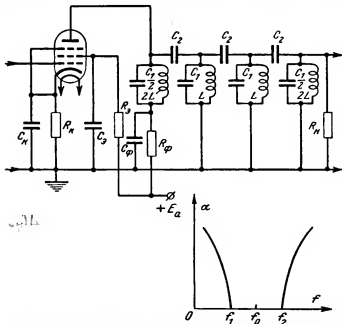 C₂ C₂ C₂
C₁/2 C₁ C₁ C₁/2
2L L L 2L
Cк Rк Cэ Rэ Cф Rф Rн
+ Eа
α
0 f₁ f₀ f₂ F